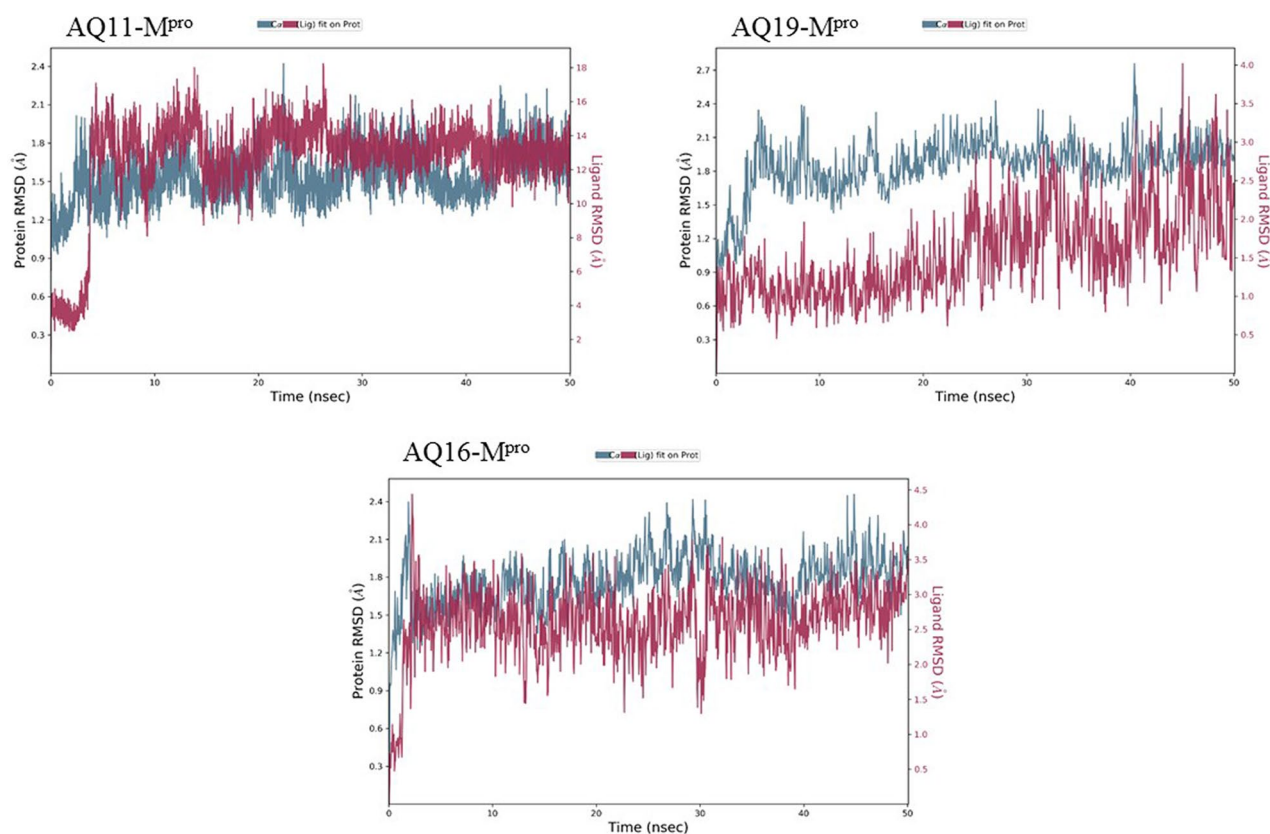 AQ11-Mᵖʳᵒ
Cα (Lig) fit on Prot
Protein RMSD (Å)
2.4
2.1
1.8
1.5
1.2
0.9
0.6
0.3
18
16
14
12
10
8
6
4
2
Ligand RMSD (Å)
0 10 20 30 40 50
Time (nsec)
AQ19-Mᵖʳᵒ
Cα (Lig) fit on Prot
Protein RMSD (Å)
2.7
2.4
2.1
1.8
1.5
1.2
0.9
0.6
0.3
4.0
3.5
3.0
2.5
2.0
1.5
1.0
0.5
Ligand RMSD (Å)
0 10 20 30 40 50
Time (nsec)
AQ16-Mᵖʳᵒ
Cα (Lig) fit on Prot
Protein RMSD (Å)
2.4
2.1
1.8
1.5
1.2
0.9
0.6
0.3
4.5
4.0
3.5
3.0
2.5
2.0
1.5
1.0
0.5
Ligand RMSD (Å)
0 10 20 30 40 50
Time (nsec)